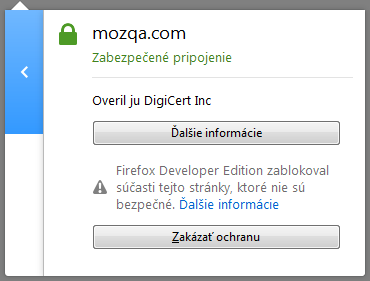 mozqa.com
Zabezpečené pripojenie
Overil ju DigiCert Inc
Ďalšie informácie
Firefox Developer Edition zablokoval
súčasti tejto stránky, ktoré nie sú
bezpečné. Ďalšie informácie
Zakázať ochranu